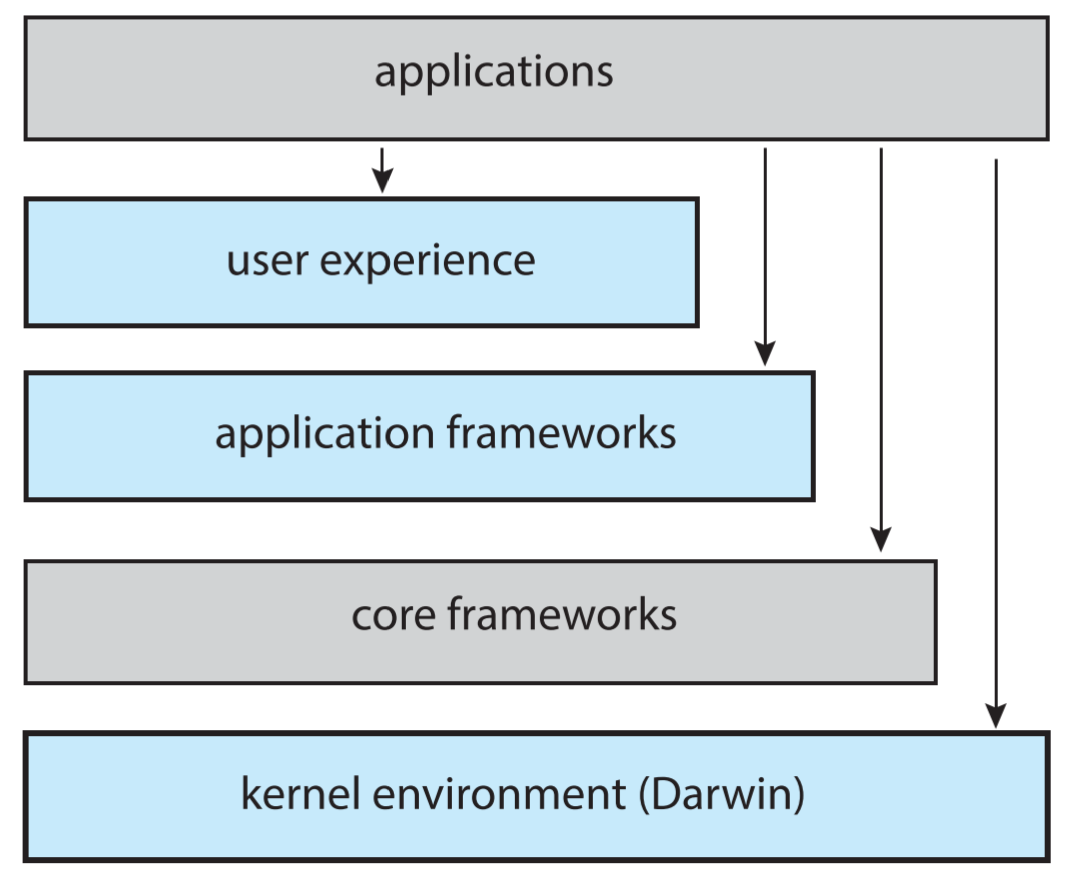 applications
user experience
application frameworks
core frameworks
kernel environment (Darwin)